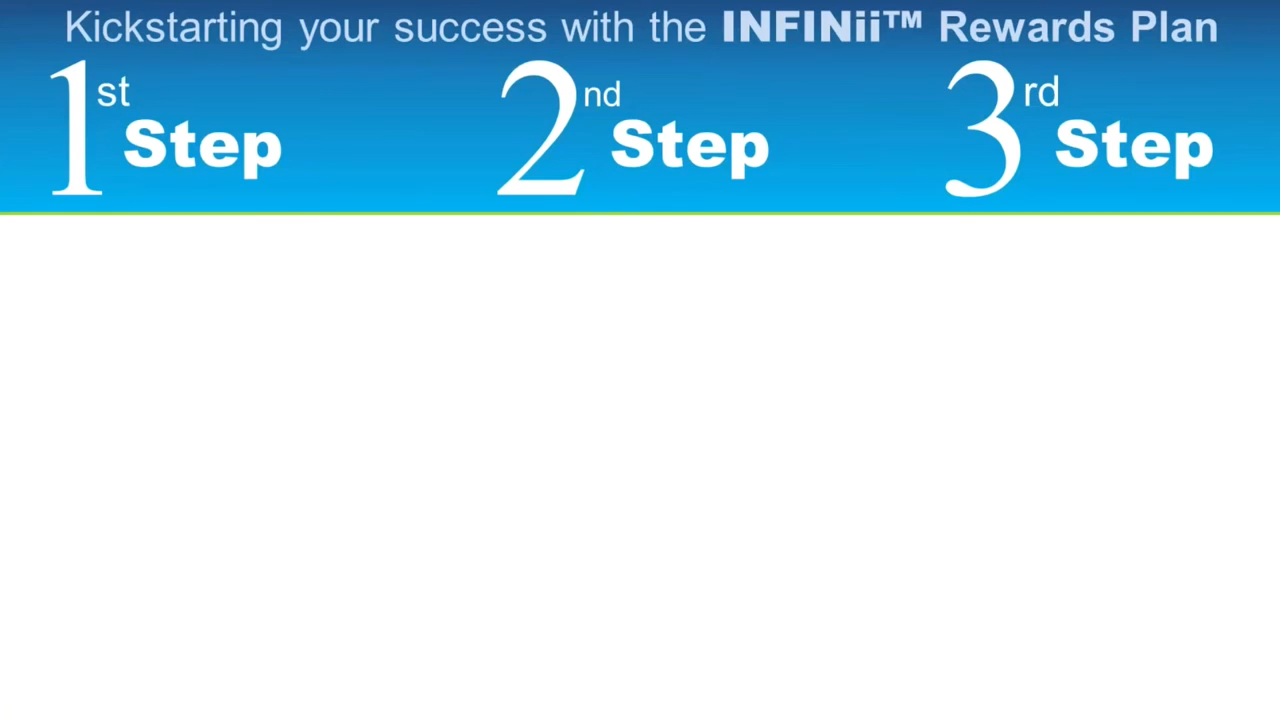 Kickstarting your success with the INFINii™ Rewards Plan
1st Step 2nd Step 3rd Step